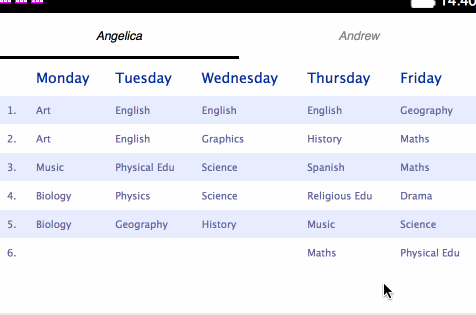 14:40
Angelica Andrew
Monday Tuesday Wednesday Thursday Friday
1. Art English English English Geography
2. Art English Graphics History Maths
3. Music Physical Edu Science Spanish Maths
4. Biology Physics Science Religious Edu Drama
5. Biology Geography History Music Science
6. Maths Physical Edu